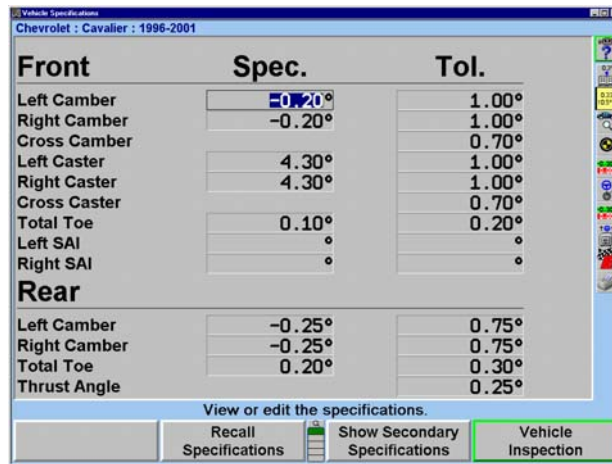 Vehicle Specifications
Chevrolet : Cavalier : 1996-2001
Front Spec. Tol.
Left Camber -0.20° 1.00°
Right Camber -0.20° 1.00°
Cross Camber 0.70°
Left Caster 4.30° 1.00°
Right Caster 4.30° 1.00°
Cross Caster 0.70°
Total Toe 0.10° 0.20°
Left SAI ° °
Right SAI ° °
Rear
Left Camber -0.25° 0.75°
Right Camber -0.25° 0.75°
Total Toe 0.20° 0.30°
Thrust Angle 0.25°
View or edit the specifications.
Recall Specifications
Show Secondary Specifications
Vehicle Inspection